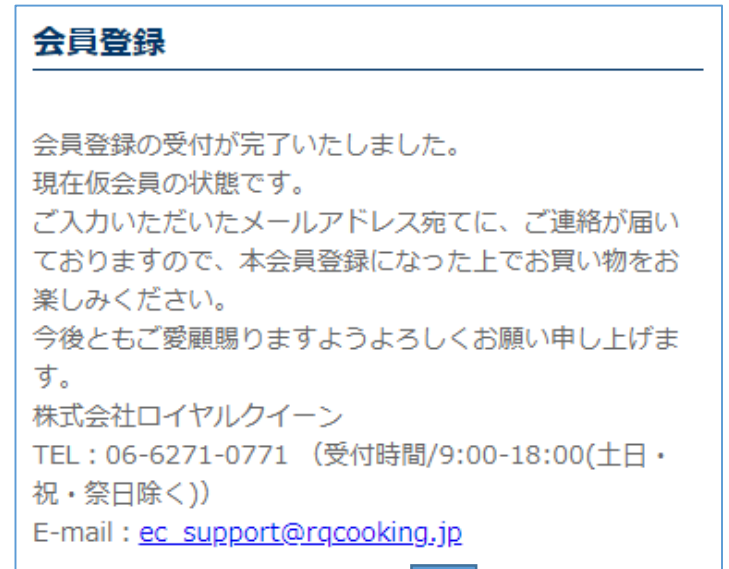 会員登録
会員登録の受付が完了いたしました。
現在仮会員の状態です。
ご入力いただいたメールアドレス宛てに、ご連絡が届い
ておりますので、本会員登録になった上でお買い物をお
楽しみください。
今後ともご愛顧賜りますようよろしくお願い申し上げま
す。
株式会社ロイヤルクイーン
TEL：06-6271-0771 （受付時間/9:00-18:00(土日・
祝・祭日除く)）
E-mail：ec_support@rqcooking.jp